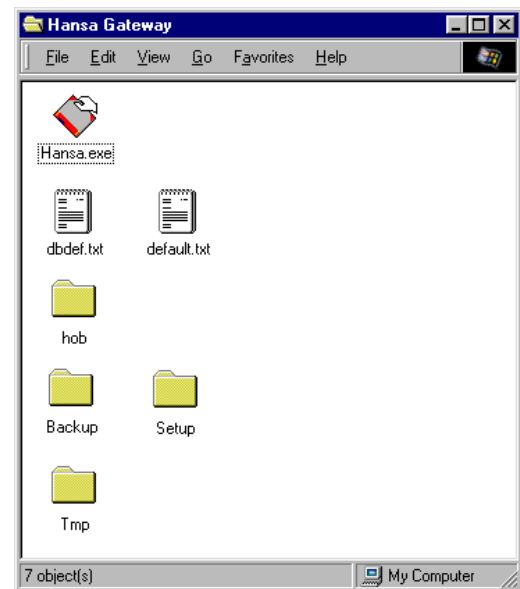 Hansa Gateway
File Edit View Go Favorites Help
Hansa.exe
dbdef.txt default.txt
hob
Backup Setup
Tmp
7 object(s) My Computer